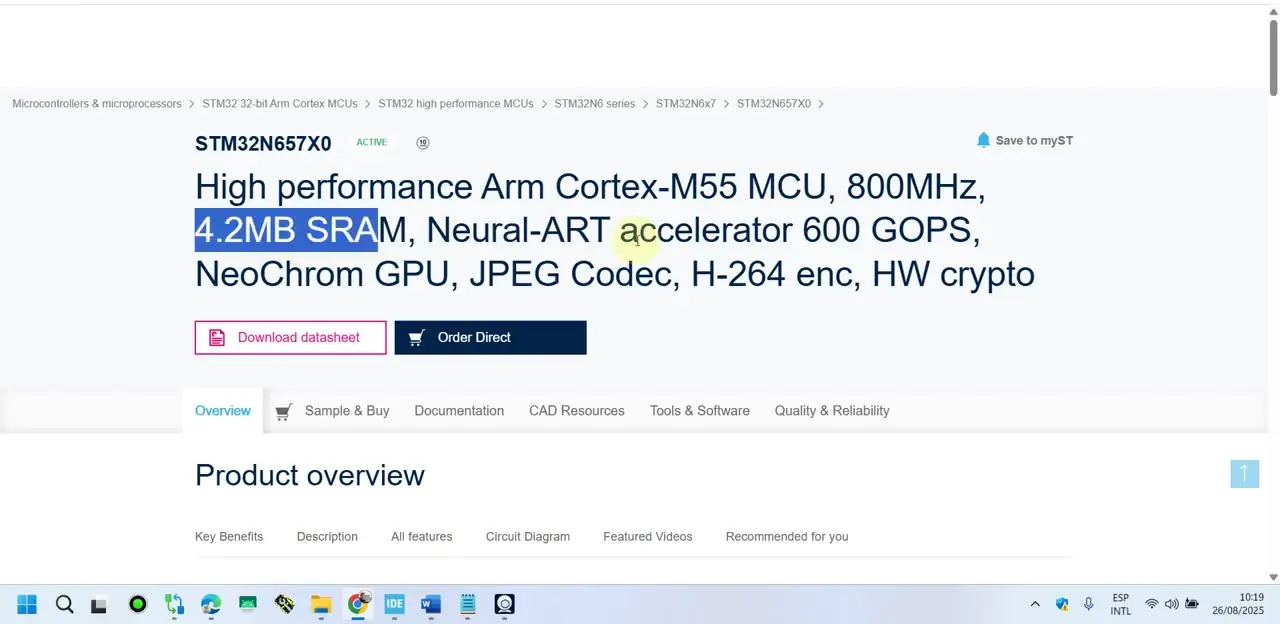 Microcontrollers & microprocessors > STM32 32-bit Arm Cortex MCUs > STM32 high performance MCUs > STM32N6 series > STM32N6x7 > STM32N657X0 >
STM32N657X0 ACTIVE 10
Save to myST
High performance Arm Cortex-M55 MCU, 800MHz,
4.2MB SRAM, Neural-ART accelerator 600 GOPS,
NeoChrom GPU, JPEG Codec, H-264 enc, HW crypto
Download datasheet
Order Direct
Overview Sample & Buy Documentation CAD Resources Tools & Software Quality & Reliability
Product overview
Key Benefits Description All features Circuit Diagram Featured Videos Recommended for you
IDE
W
ESP
INTL
10:19
26/08/2025